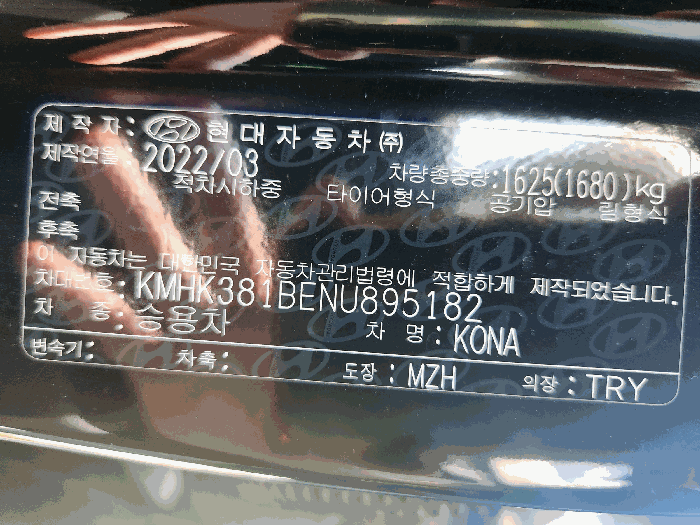 제작자: 현대자동차(주)
제작연월: 2022/03 차량총중량:1625(1680)kg
적차시하중 타이어형식 공기압 림형식
전축
후축
이 자동차는 대한민국 자동차관리법령에 적합하게 제작되었습니다.
차대번호: KMHK381BENU895182
차 종: 승용차 차 명: KONA
변속기: 차축: 도장: MZH 의장: TRY